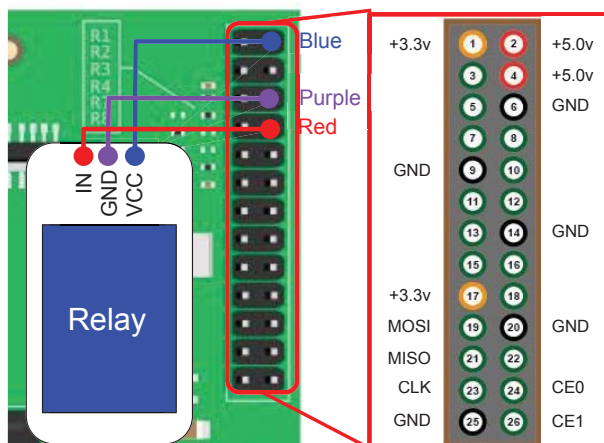 R1
R2
R3
R4
R7
R8
Blue
Purple
Red
IN
GND
VCC
Relay
+3.3v 1 2 +5.0v
3 4 +5.0v
5 6 GND
7 8
GND 9 10
11 12
13 14 GND
15 16
+3.3v 17 18
MOSI 19 20 GND
MISO 21 22
CLK 23 24 CE0
GND 25 26 CE1